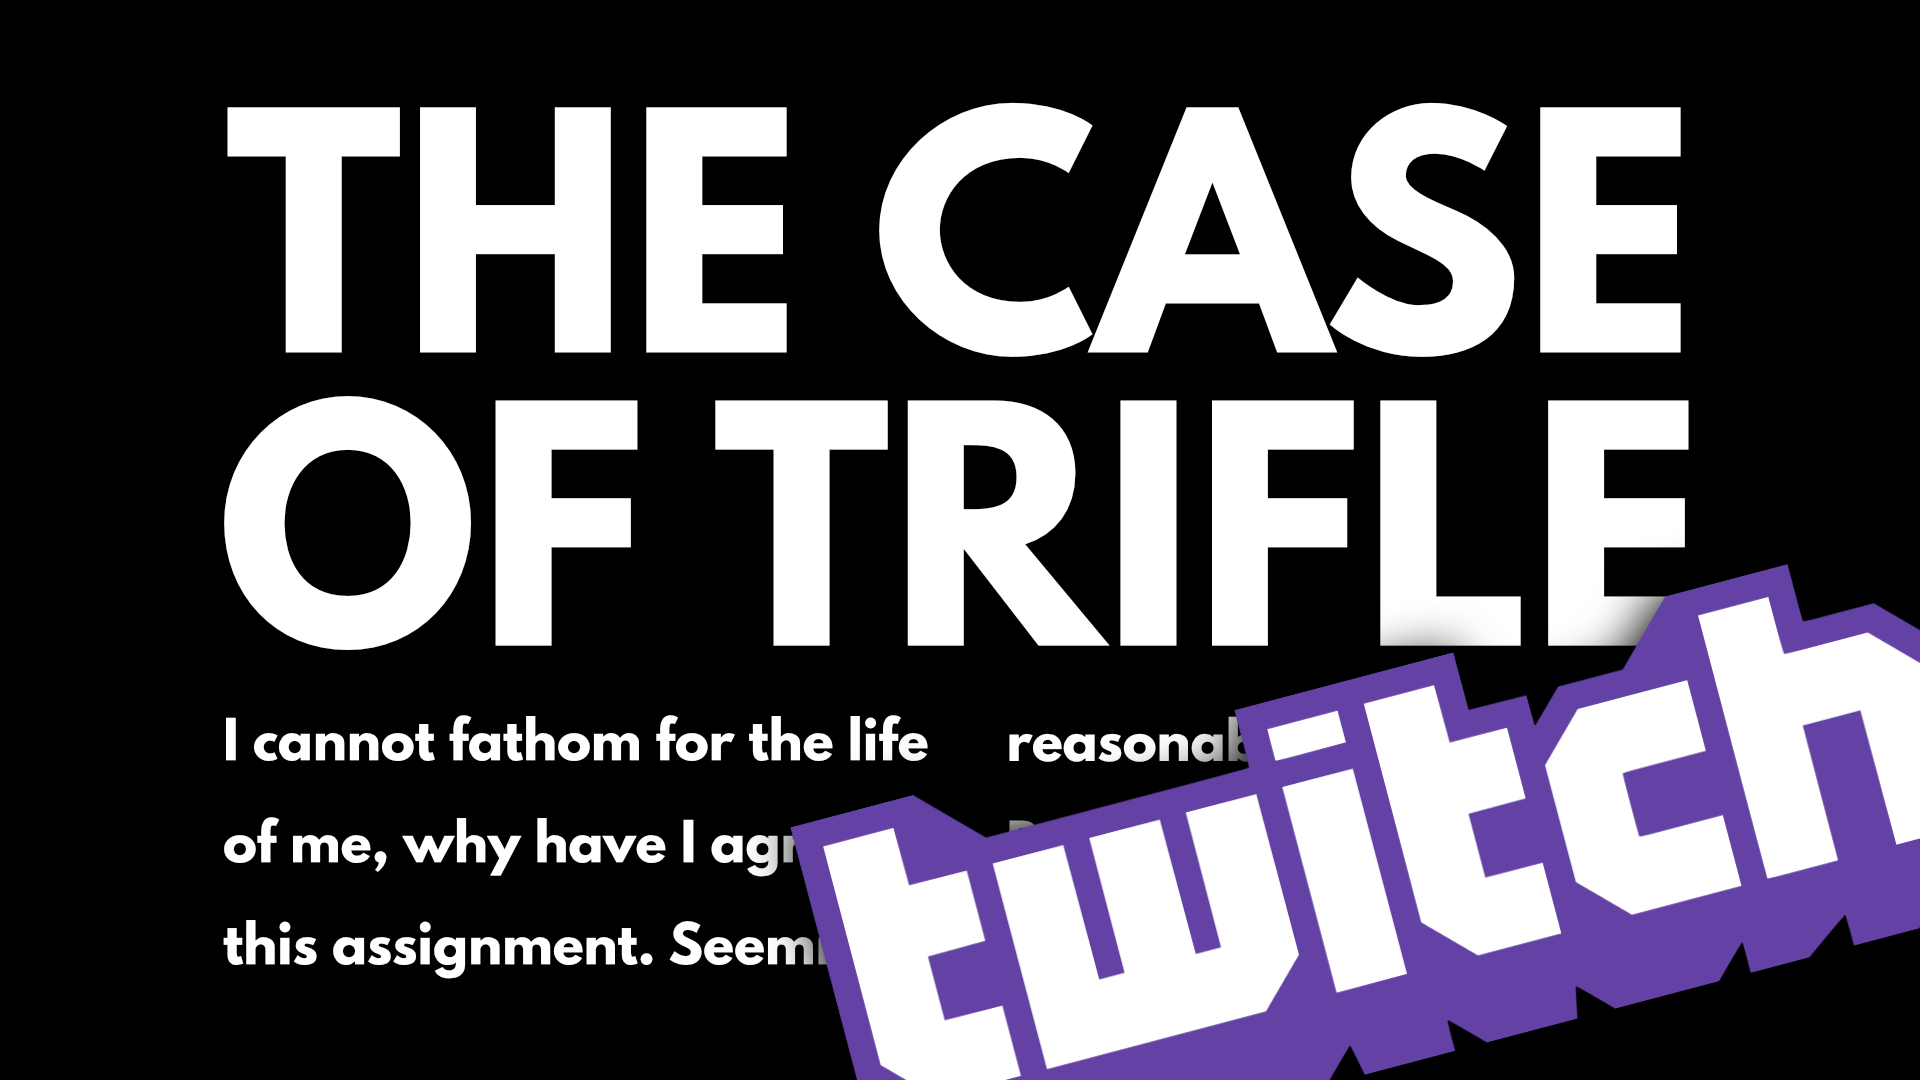 THE CASE
OF TRIFLE
I cannot fathom for the life
of me, why have I
this assignment.
twitch